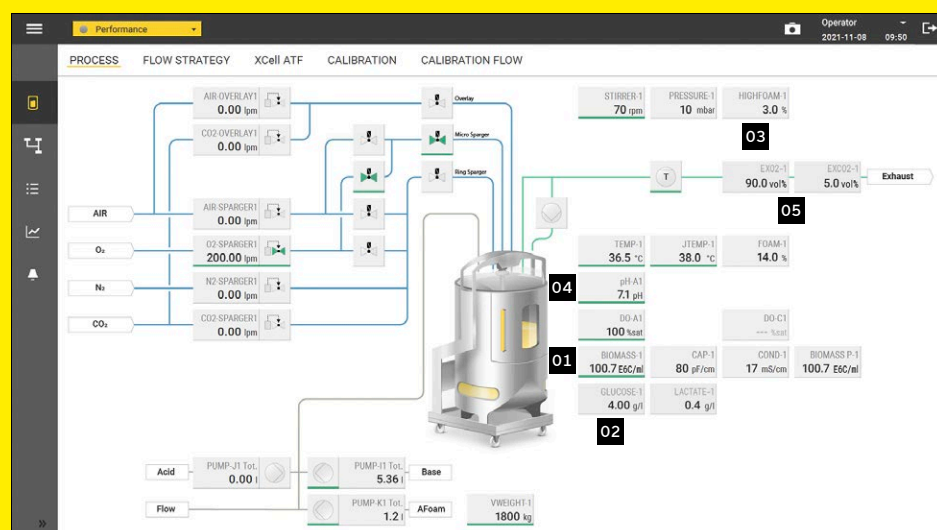 Performance
Operator
2021-11-08 09:50
PROCESS FLOW STRATEGY XCell ATF CALIBRATION CALIBRATION FLOW
AIR-OVERLAY1
0.00 lpm
Overlay
STIRRER-1
70 rpm
PRESSURE-1
10 mbar
HIGHFOAM-1
3.0 %
CO2-OVERLAY1
0.00 lpm
Micro Sparger
03
Ring Sparger
T
EXO2-1
90.0 vol%
EXCO2-1
5.0 vol%
Exhaust
AIR
AIR-SPARGER1
0.00 lpm
05
O₂
O2-SPARGER1
200.00 lpm
TEMP-1
36.5 °C
JTEMP-1
38.0 °C
FOAM-1
14.0 %
N₂
N2-SPARGER1
0.00 lpm
04
pH-A1
7.1 pH
CO₂
CO2-SPARGER1
0.00 lpm
DO-A1
100 %sat
DO-C1
--- %sat
01
BIOMASS-1
100.7 E6C/ml
CAP-1
80 pF/cm
COND-1
17 mS/cm
BIOMASS P-1
100.7 E6C/ml
GLUCOSE-1
4.00 g/l
LACTATE-1
0.4 g/l
02
Acid
PUMP-J1 Tot.
0.00 l
PUMP-I1 Tot.
5.36 l
Base
Flow
PUMP-K1 Tot.
1.2 l
AFoam
VWEIGHT-1
1800 kg
»